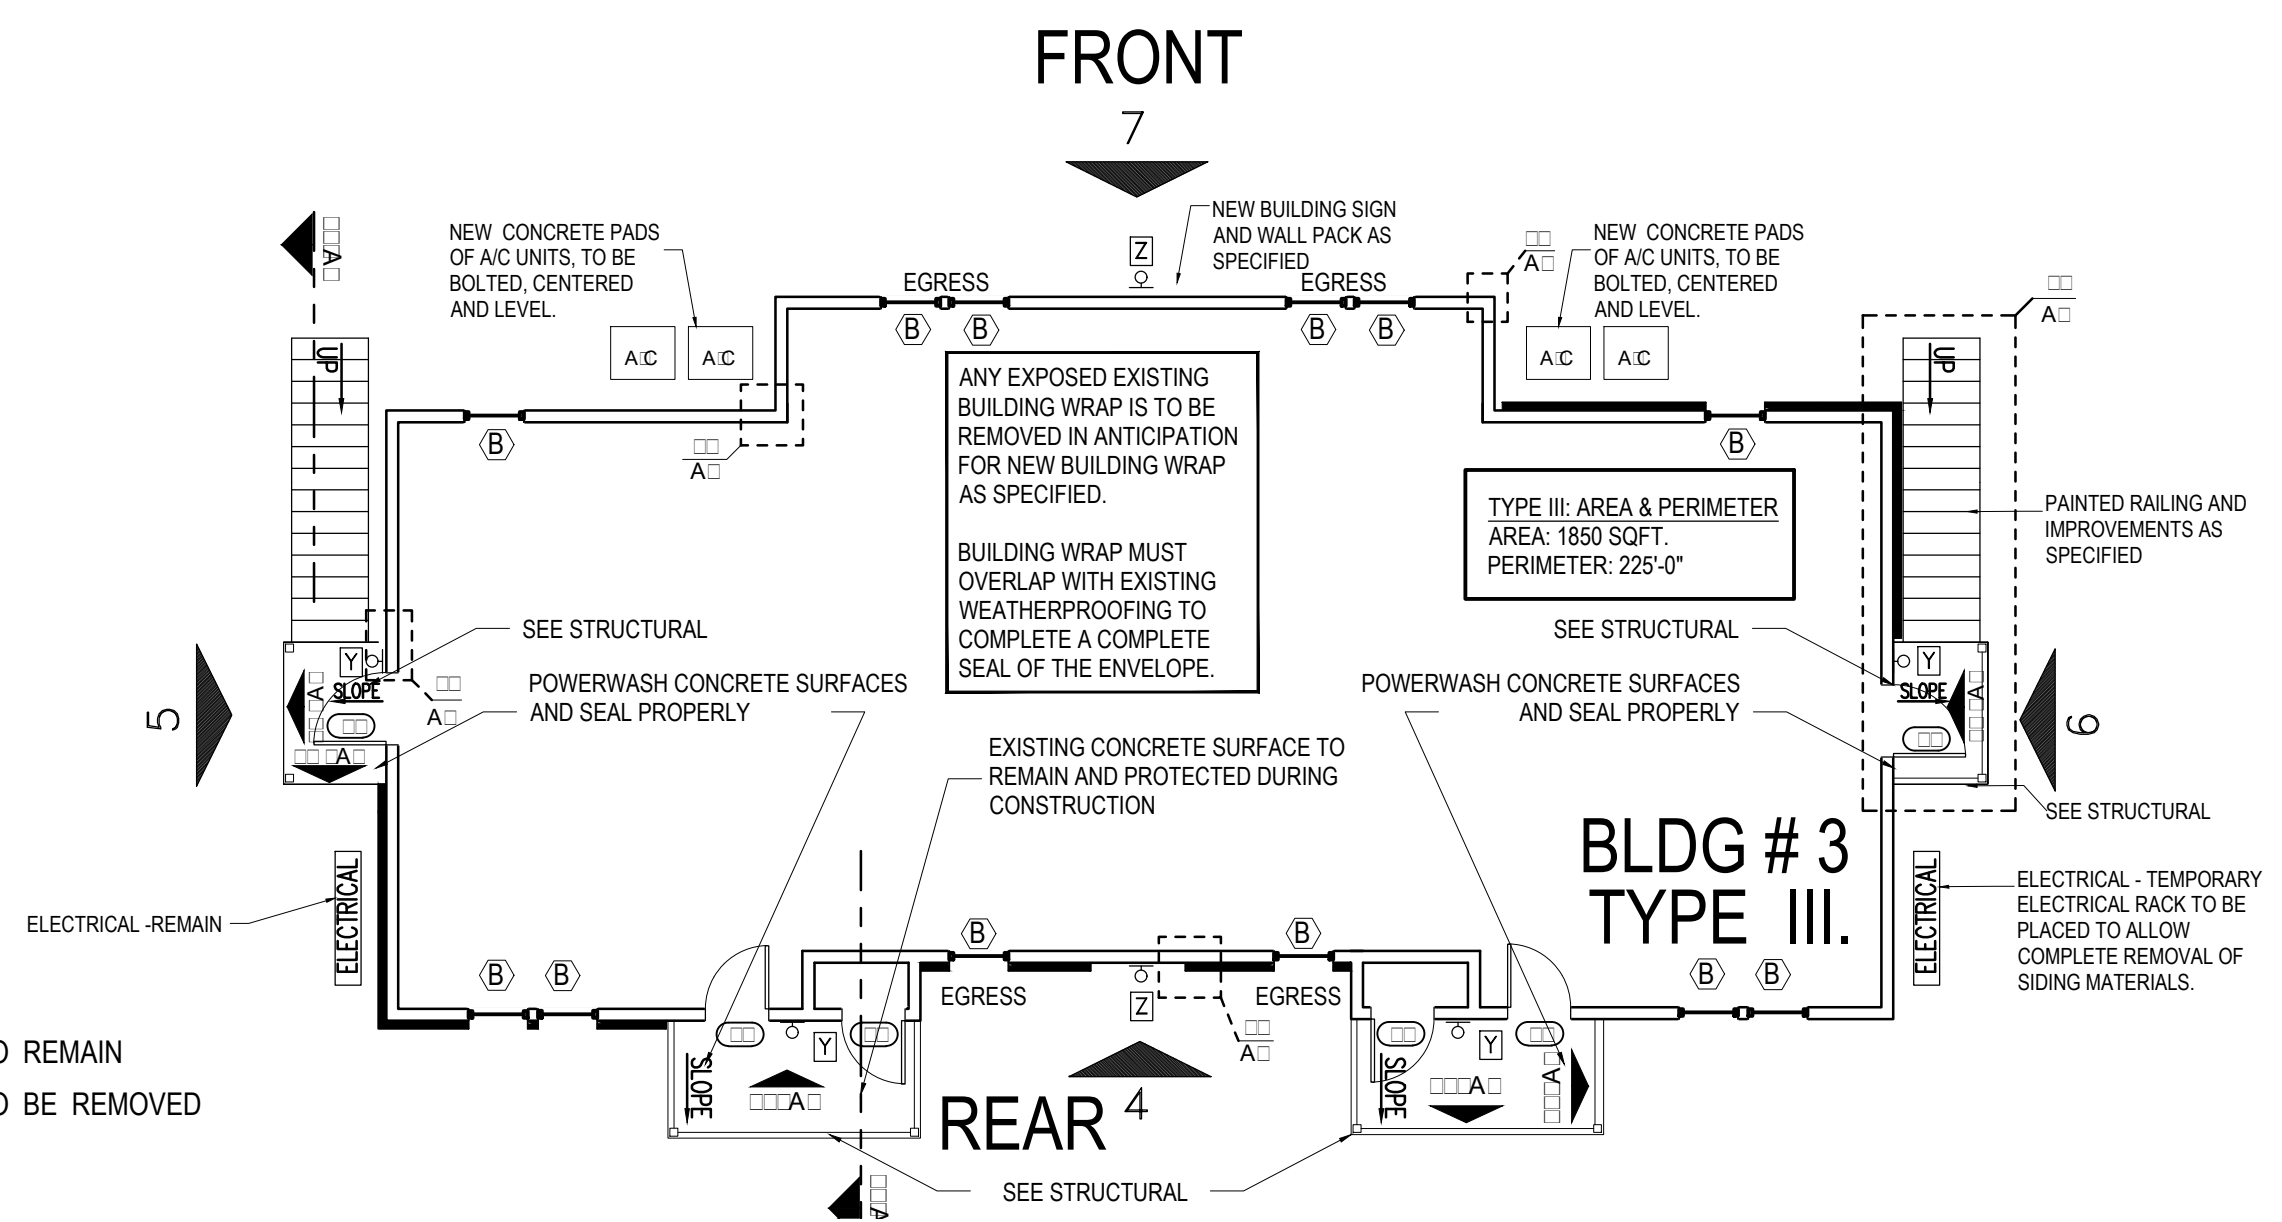 FRONT
7
NEW CONCRETE PADS
OF A/C UNITS, TO BE
BOLTED, CENTERED
AND LEVEL.
Z
NEW BUILDING SIGN
AND WALL PACK AS
SPECIFIED
NEW CONCRETE PADS
OF A/C UNITS, TO BE
BOLTED, CENTERED
AND LEVEL.
EGRESS
EGRESS
B
B
B
B
UP
UP
B
B
ANY EXPOSED EXISTING
BUILDING WRAP IS TO BE
REMOVED IN ANTICIPATION
FOR NEW BUILDING WRAP
AS SPECIFIED.
BUILDING WRAP MUST
OVERLAP WITH EXISTING
WEATHERPROOFING TO
COMPLETE A COMPLETE
SEAL OF THE ENVELOPE.
TYPE III: AREA & PERIMETER
AREA: 1850 SQFT.
PERIMETER: 225'-0"
PAINTED RAILING AND
IMPROVEMENTS AS
SPECIFIED
SEE STRUCTURAL
SEE STRUCTURAL
Y
SLOPE
Y
SLOPE
POWERWASH CONCRETE SURFACES
AND SEAL PROPERLY
POWERWASH CONCRETE SURFACES
AND SEAL PROPERLY
5
9
EXISTING CONCRETE SURFACE TO
REMAIN AND PROTECTED DURING
CONSTRUCTION
SEE STRUCTURAL
BLDG # 3
TYPE III.
ELECTRICAL
ELECTRICAL -REMAIN
ELECTRICAL
ELECTRICAL - TEMPORARY
ELECTRICAL RACK TO BE
PLACED TO ALLOW
COMPLETE REMOVAL OF
SIDING MATERIALS.
B
B
B
B
B
B
EGRESS
EGRESS
Z
Y
Y
SLOPE
SLOPE
REMAIN
BE REMOVED
REAR
4
SEE STRUCTURAL